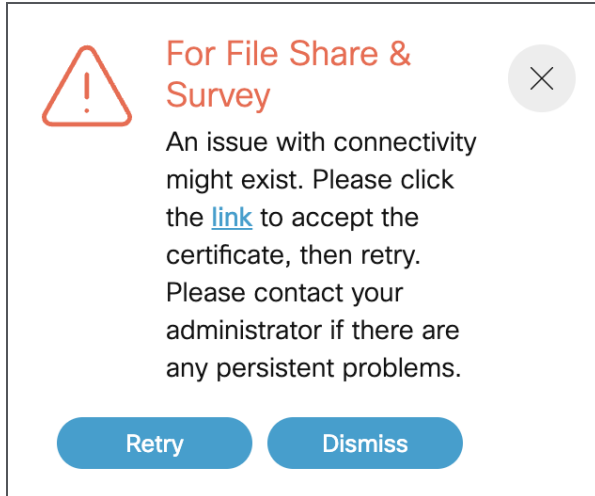 For File Share &
Survey
An issue with connectivity
might exist. Please click
the link to accept the
certificate, then retry.
Please contact your
administrator if there are
any persistent problems.
Retry
Dismiss